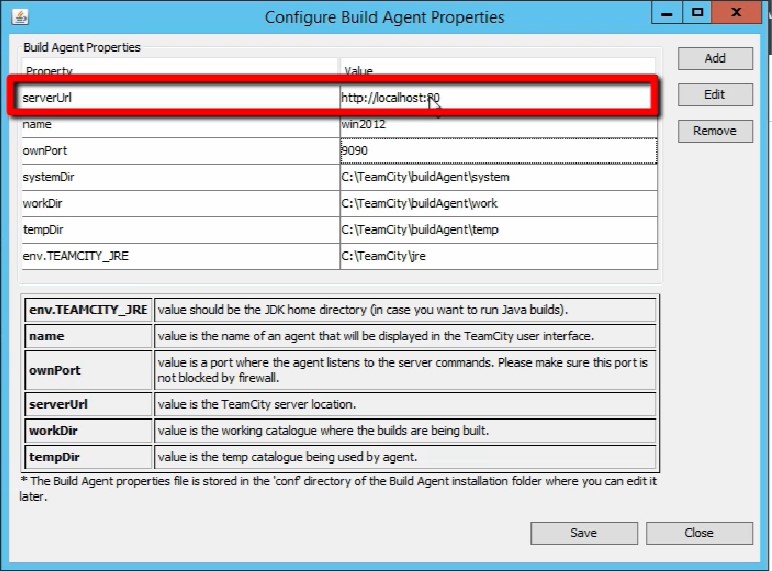 Configure Build Agent Properties
Build Agent Properties
Property Value
serverUrl http://localhost:80
name win2012
ownPort 9090
systemDir C:\TeamCity\buildAgent\system
workDir C:\TeamCity\buildAgent\work
tempDir C:\TeamCity\buildAgent\temp
env.TEAMCITY_JRE C:\TeamCity\jre
Add
Edit
Remove
env.TEAMCITY_JRE value should be the JDK home directory (in case you want to run Java builds).
name value is the name of an agent that will be displayed in the TeamCity user interface.
ownPort value is a port where the agent listens to the server commands. Please make sure this port is
not blocked by firewall.
serverUrl value is the TeamCity server location.
workDir value is the working catalogue where the builds are being built.
tempDir value is the temp catalogue being used by agent.
* The Build Agent properties file is stored in the 'conf' directory of the Build Agent installation folder where you can edit it
later.
Save Close